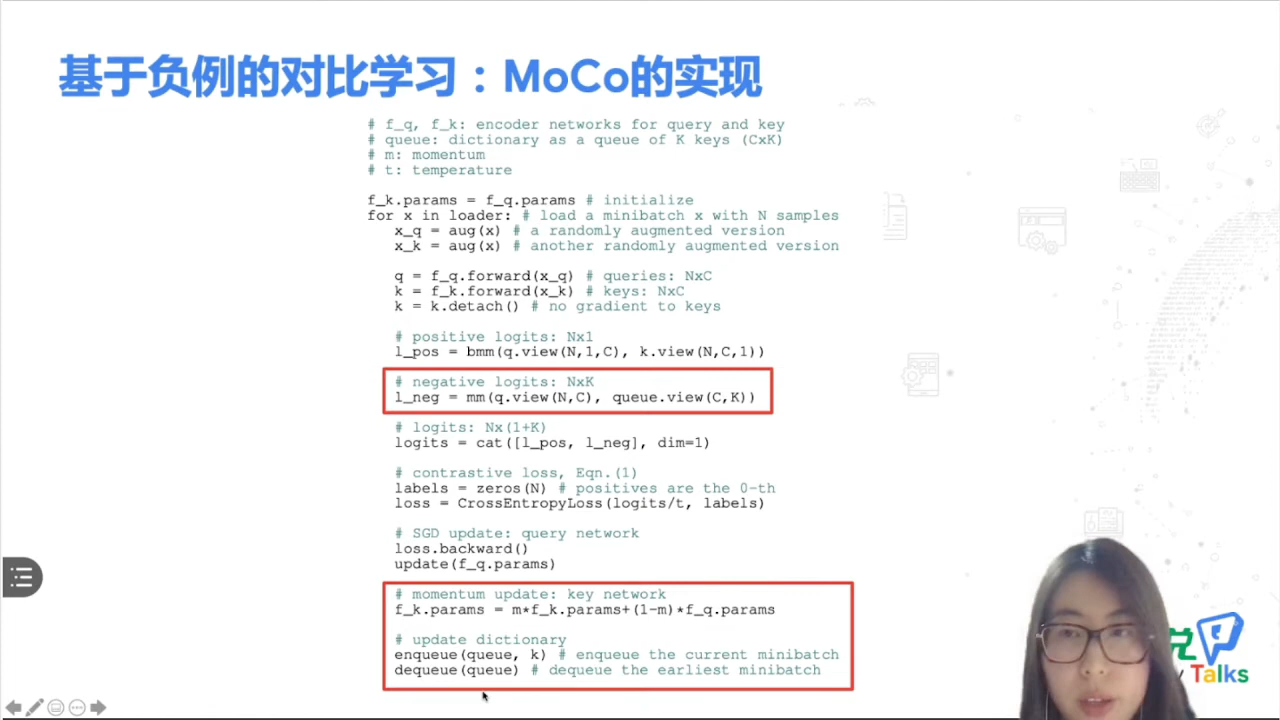 基于负例的对比学习：MoCo的实现
# f_q, f_k: encoder networks for query and key
# queue: dictionary as a queue of K keys (CxK)
# m: momentum
# t: temperature
f_k.params = f_q.params # initialize
for x in loader: # load a minibatch x with N samples
x_q = aug(x) # a randomly augmented version
x_k = aug(x) # another randomly augmented version
q = f_q.forward(x_q) # queries: NxC
k = f_k.forward(x_k) # keys: NxC
k = k.detach() # no gradient to keys
# positive logits: Nx1
l_pos = bmm(q.view(N,1,C), k.view(N,C,1))
# negative logits: NxK
l_neg = mm(q.view(N,C), queue.view(C,K))
# logits: Nx(1+K)
logits = cat([l_pos, l_neg], dim=1)
# contrastive loss, Eqn.(1)
labels = zeros(N) # positives are the 0-th
loss = CrossEntropyLoss(logits/t, labels)
# SGD update: query network
loss.backward()
update(f_q.params)
# momentum update: key network
f_k.params = m*f_k.params+(1-m)*f_q.params
# update dictionary
enqueue(queue, k) # enqueue the current minibatch
dequeue(queue) # dequeue the earliest minibatch
Talks